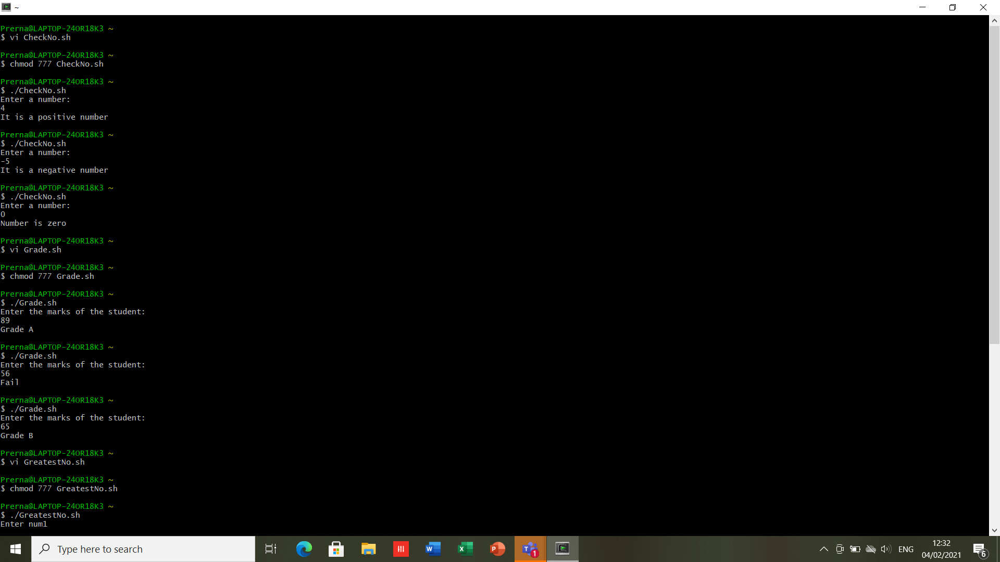 ~
Prerna@LAPTOP-24OR18K3 ~
$ vi CheckNo.sh
Prerna@LAPTOP-24OR18K3 ~
$ chmod 777 CheckNo.sh
Prerna@LAPTOP-24OR18K3 ~
$ ./CheckNo.sh
Enter a number:
4
It is a positive number
Prerna@LAPTOP-24OR18K3 ~
$ ./CheckNo.sh
Enter a number:
-5
It is a negative number
Prerna@LAPTOP-24OR18K3 ~
$ ./CheckNo.sh
Enter a number:
0
Number is zero
Prerna@LAPTOP-24OR18K3 ~
$ vi Grade.sh
Prerna@LAPTOP-24OR18K3 ~
$ chmod 777 Grade.sh
Prerna@LAPTOP-24OR18K3 ~
$ ./Grade.sh
Enter the marks of the student:
89
Grade A
Prerna@LAPTOP-24OR18K3 ~
$ ./Grade.sh
Enter the marks of the student:
56
Fail
Prerna@LAPTOP-24OR18K3 ~
$ ./Grade.sh
Enter the marks of the student:
65
Grade B
Prerna@LAPTOP-24OR18K3 ~
$ vi GreatestNo.sh
Prerna@LAPTOP-24OR18K3 ~
$ chmod 777 GreatestNo.sh
Prerna@LAPTOP-24OR18K3 ~
$ ./GreatestNo.sh
Enter num1
Type here to search
W
X
P
T
1
ENG
12:32
04/02/2021
6